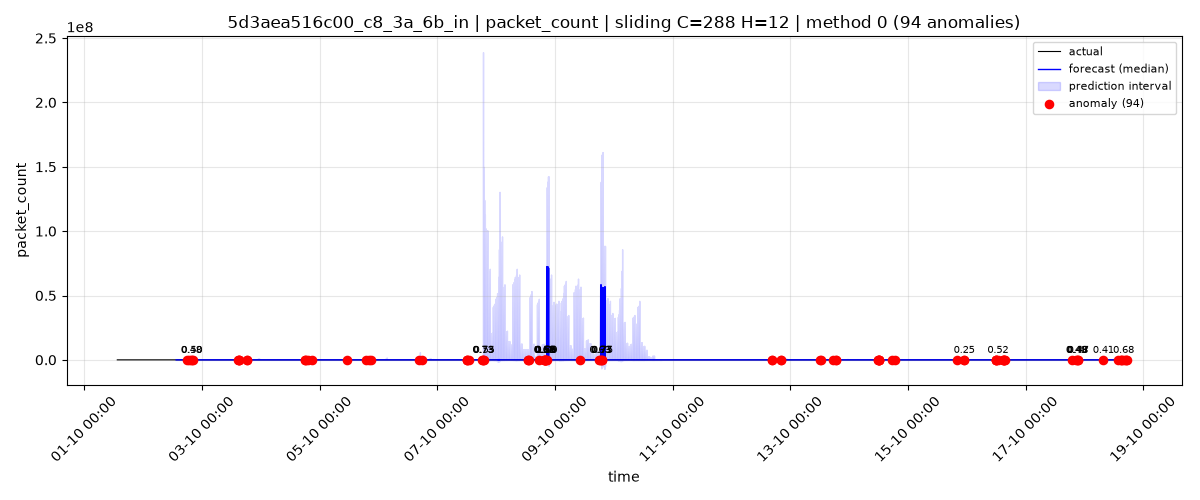 5d3aea516c00_c8_3a_6b_in | packet_count | sliding C=288 H=12 | method 0 (94 anomalies)
1e8
2.5
2.0
1.5
1.0
0.5
0.0
packet_count
actual
forecast (median)
prediction interval
anomaly (94)
0.25
0.52
0.41
0.68
01-10 00:00
03-10 00:00
05-10 00:00
07-10 00:00
09-10 00:00
11-10 00:00
13-10 00:00
15-10 00:00
17-10 00:00
19-10 00:00
time